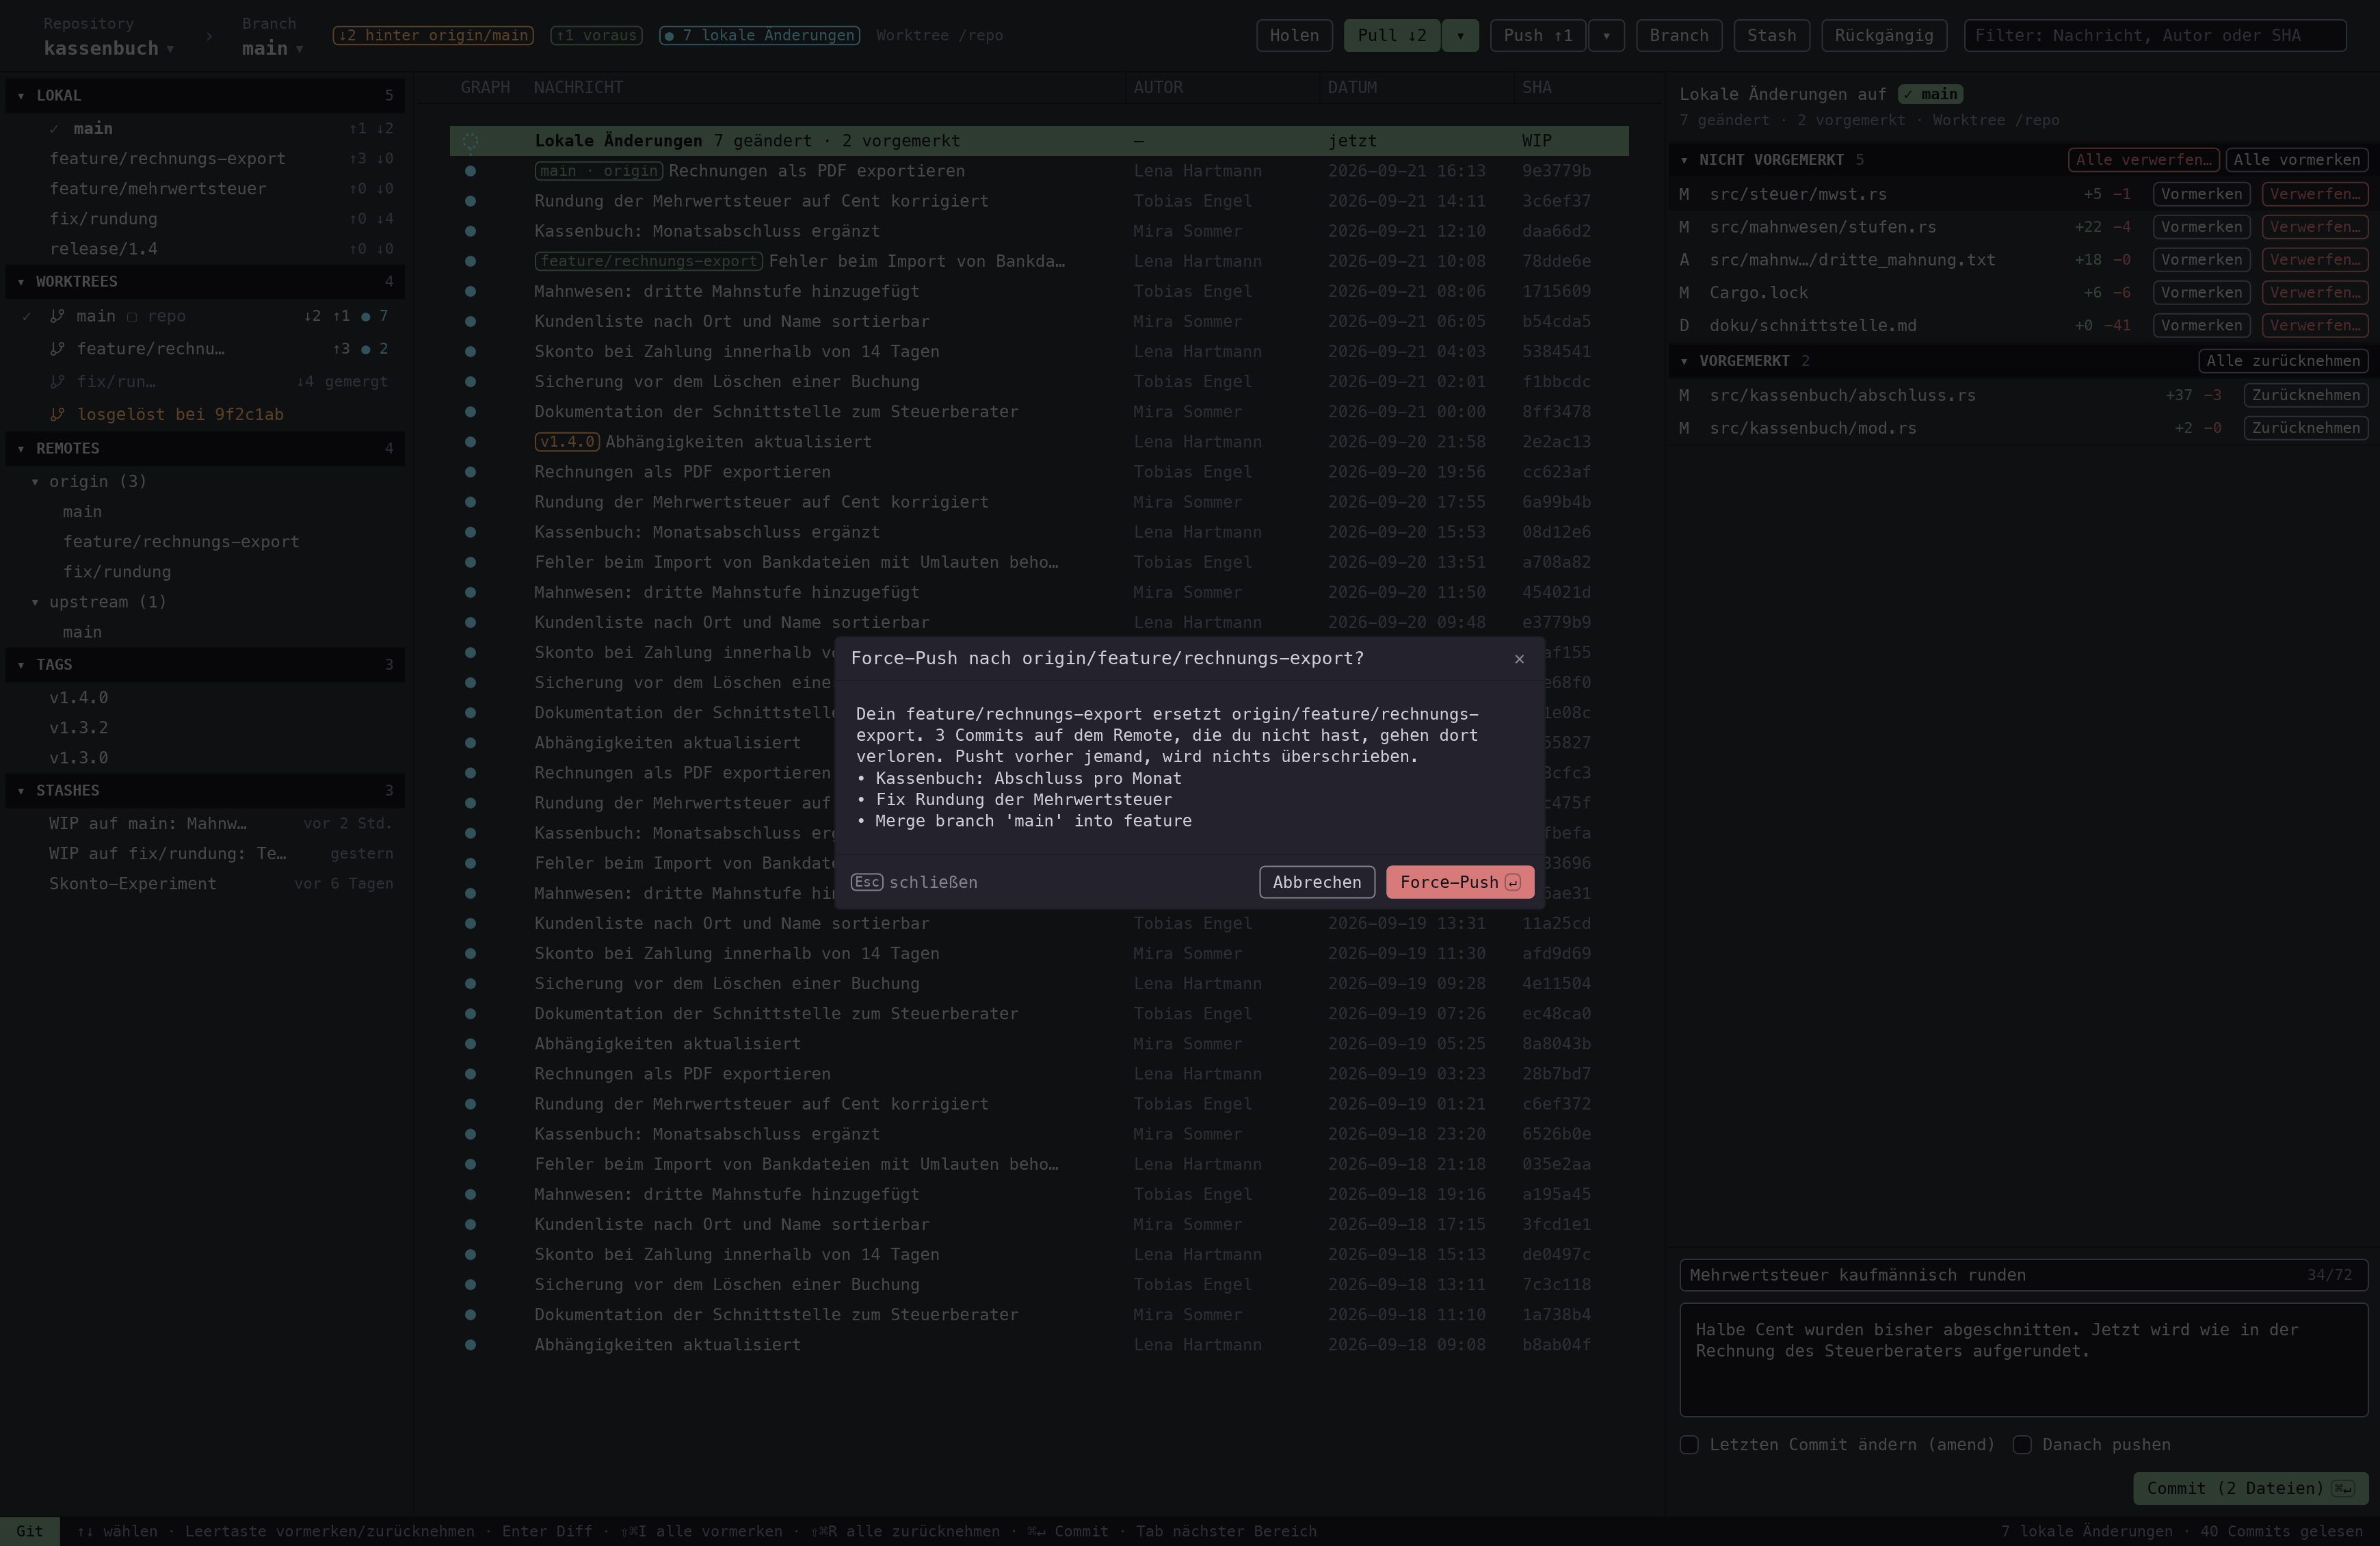 Repository
kassenbuch ▾
›
Branch
main ▾
↓2 hinter origin/main
↑1 voraus
● 7 lokale Änderungen
Worktree /repo
Holen
Pull ↓2 ▾
Push ↑1 ▾
Branch
Stash
Rückgängig
Filter: Nachricht, Autor oder SHA
▾ LOKAL 5
✓ main ↑1 ↓2
feature/rechnungs-export ↑3 ↓0
feature/mehrwertsteuer ↑0 ↓0
fix/rundung ↑0 ↓4
release/1.4 ↑0 ↓0
▾ WORKTREES 4
✓ main ▢ repo ↓2 ↑1 ● 7
feature/rechnu… ↑3 ● 2
fix/run… ↓4 gemergt
losgelöst bei 9f2c1ab
▾ REMOTES 4
▾ origin (3)
main
feature/rechnungs-export
fix/rundung
▾ upstream (1)
main
▾ TAGS 3
v1.4.0
v1.3.2
v1.3.0
▾ STASHES 3
WIP auf main: Mahnw… vor 2 Std.
WIP auf fix/rundung: Te… gestern
Skonto-Experiment vor 6 Tagen
GRAPH NACHRICHT AUTOR DATUM SHA
Lokale Änderungen 7 geändert · 2 vorgemerkt — jetzt WIP
main · origin Rechnungen als PDF exportieren Lena Hartmann 2026-09-21 16:13 9e3779b
Rundung der Mehrwertsteuer auf Cent korrigiert Tobias Engel 2026-09-21 14:11 3c6ef37
Kassenbuch: Monatsabschluss ergänzt Mira Sommer 2026-09-21 12:10 daa66d2
feature/rechnungs-export Fehler beim Import von Bankda… Lena Hartmann 2026-09-21 10:08 78dde6e
Mahnwesen: dritte Mahnstufe hinzugefügt Tobias Engel 2026-09-21 08:06 1715609
Kundenliste nach Ort und Name sortierbar Mira Sommer 2026-09-21 06:05 b54cda5
Skonto bei Zahlung innerhalb von 14 Tagen Lena Hartmann 2026-09-21 04:03 5384541
Sicherung vor dem Löschen einer Buchung Tobias Engel 2026-09-21 02:01 f1bbcdc
Dokumentation der Schnittstelle zum Steuerberater Mira Sommer 2026-09-21 00:00 8ff3478
v1.4.0 Abhängigkeiten aktualisiert Lena Hartmann 2026-09-20 21:58 2e2ac13
Rechnungen als PDF exportieren Tobias Engel 2026-09-20 19:56 cc623af
Rundung der Mehrwertsteuer auf Cent korrigiert Mira Sommer 2026-09-20 17:55 6a99b4b
Kassenbuch: Monatsabschluss ergänzt Lena Hartmann 2026-09-20 15:53 08d12e6
Fehler beim Import von Bankdateien mit Umlauten beho… Tobias Engel 2026-09-20 13:51 a708a82
Mahnwesen: dritte Mahnstufe hinzugefügt Mira Sommer 2026-09-20 11:50 454021d
Kundenliste nach Ort und Name sortierbar Lena Hartmann 2026-09-20 09:48 e3779b9
Skonto bei Zahlung innerhalb
Sicherung vor dem Löschen
Dokumentation der Schnittstelle
Abhängigkeiten aktualisiert
Rechnungen als PDF exportieren
Rundung der Mehrwertsteuer auf
Kassenbuch: Monatsabschluss
Fehler beim Import von
Mahnwesen: dritte Mahnstufe
Kundenliste nach Ort und Name sortierbar Tobias Engel 2026-09-19 13:31 11a25cd
Skonto bei Zahlung innerhalb von 14 Tagen Mira Sommer 2026-09-19 11:30 afd9d69
Sicherung vor dem Löschen einer Buchung Lena Hartmann 2026-09-19 09:28 4e11504
Dokumentation der Schnittstelle zum Steuerberater Tobias Engel 2026-09-19 07:26 ec48ca0
Abhängigkeiten aktualisiert Mira Sommer 2026-09-19 05:25 8a8043b
Rechnungen als PDF exportieren Lena Hartmann 2026-09-19 03:23 28b7bd7
Rundung der Mehrwertsteuer auf Cent korrigiert Tobias Engel 2026-09-19 01:21 c6ef372
Kassenbuch: Monatsabschluss ergänzt Mira Sommer 2026-09-18 23:20 6526b0e
Fehler beim Import von Bankdateien mit Umlauten beho… Lena Hartmann 2026-09-18 21:18 035e2aa
Mahnwesen: dritte Mahnstufe hinzugefügt Tobias Engel 2026-09-18 19:16 a195a45
Kundenliste nach Ort und Name sortierbar Mira Sommer 2026-09-18 17:15 3fcd1e1
Skonto bei Zahlung innerhalb von 14 Tagen Lena Hartmann 2026-09-18 15:13 de0497c
Sicherung vor dem Löschen einer Buchung Tobias Engel 2026-09-18 13:11 7c3c118
Dokumentation der Schnittstelle zum Steuerberater Mira Sommer 2026-09-18 11:10 1a738b4
Abhängigkeiten aktualisiert Lena Hartmann 2026-09-18 09:08 b8ab04f
Force-Push nach origin/feature/rechnungs-export? ×
Dein feature/rechnungs-export ersetzt origin/feature/rechnungs-
export. 3 Commits auf dem Remote, die du nicht hast, gehen dort
verloren. Pusht vorher jemand, wird nichts überschrieben.
• Kassenbuch: Abschluss pro Monat
• Fix Rundung der Mehrwertsteuer
• Merge branch 'main' into feature
Esc schließen
Abbrechen
Force-Push ↵
Lokale Änderungen auf ✓ main
7 geändert · 2 vorgemerkt · Worktree /repo
▾ NICHT VORGEMERKT 5 Alle verwerfen… Alle vormerken
M src/steuer/mwst.rs +5 −1 Vormerken Verwerfen…
M src/mahnwesen/stufen.rs +22 −4 Vormerken Verwerfen…
A src/mahnw…/dritte_mahnung.txt +18 −0 Vormerken Verwerfen…
M Cargo.lock +6 −6 Vormerken Verwerfen…
D doku/schnittstelle.md +0 −41 Vormerken Verwerfen…
▾ VORGEMERKT 2 Alle zurücknehmen
M src/kassenbuch/abschluss.rs +37 −3 Zurücknehmen
M src/kassenbuch/mod.rs +2 −0 Zurücknehmen
Mehrwertsteuer kaufmännisch runden 34/72
Halbe Cent wurden bisher abgeschnitten. Jetzt wird wie in der
Rechnung des Steuerberaters aufgerundet.
Letzten Commit ändern (amend)
Danach pushen
Commit (2 Dateien) ⌘↵
Git
↑↓ wählen · Leertaste vormerken/zurücknehmen · Enter Diff · ⇧⌘I alle vormerken · ⇧⌘R alle zurücknehmen · ⌘↵ Commit · Tab nächster Bereich
7 lokale Änderungen · 40 Commits gelesen